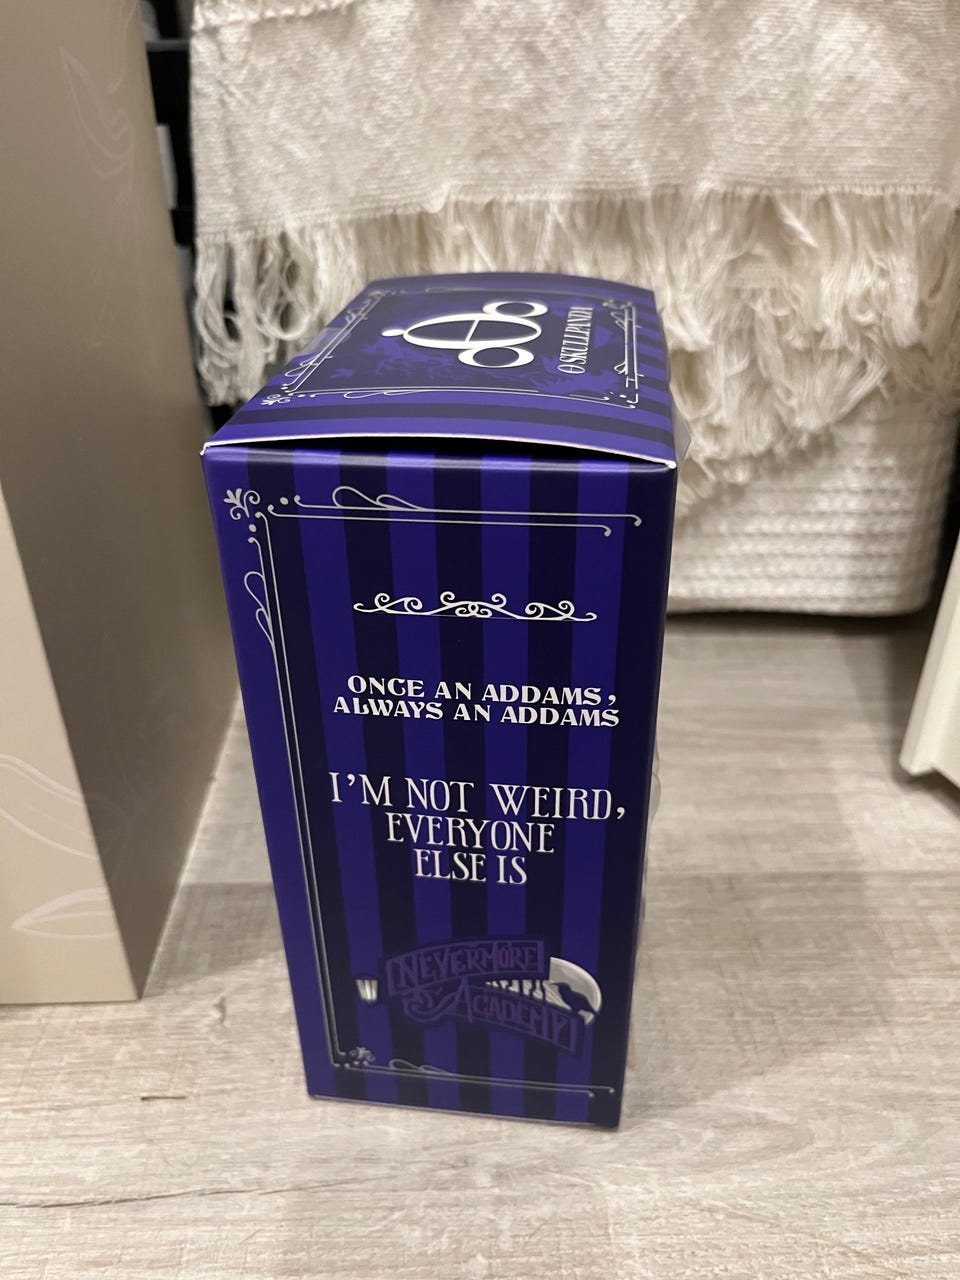 SKULLPANDA
ONCE AN ADDAMS,
ALWAYS AN ADDAMS
I'M NOT WEIRD,
EVERYONE
ELSE IS
NEVERMORE
ACADEMY